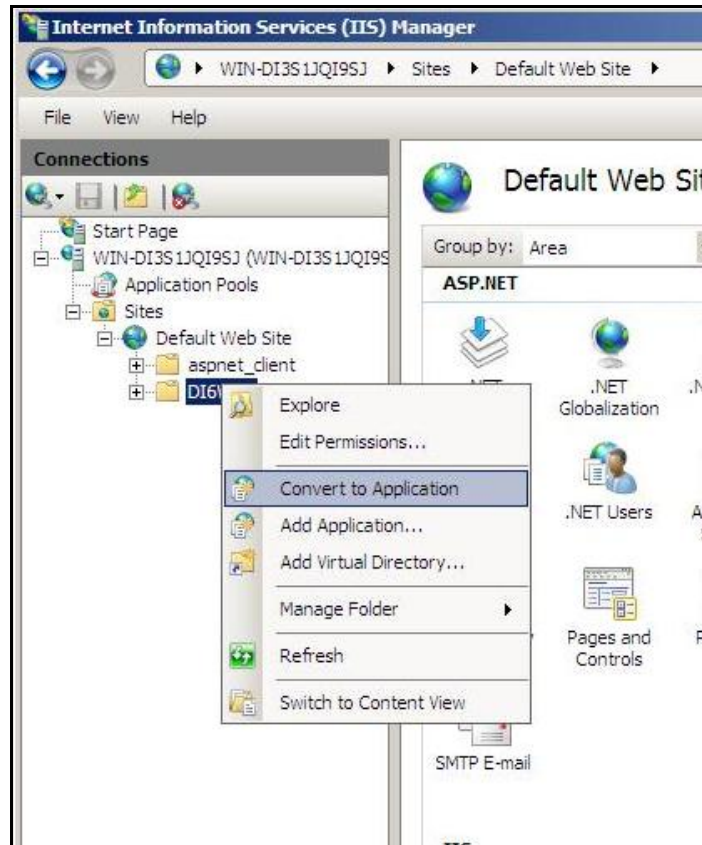 Internet Information Services (IIS) Manager
WIN-DI3S1JQI9SJ
Sites
Default Web Site
File View Help
Connections
Start Page
WIN-DI3S1JQI9SJ (WIN-DI3S1JQI9S
Application Pools
Sites
Default Web Site
aspnet_client
Explore
Edit Permissions...
Convert to Application
Add Application...
Add Virtual Directory...
Manage Folder
Refresh
Switch to Content View
Default Web Sit
Group by: Area
ASP.NET
.NET
Globalization
.NET Users
Pages and
Controls
SMTP E-mail